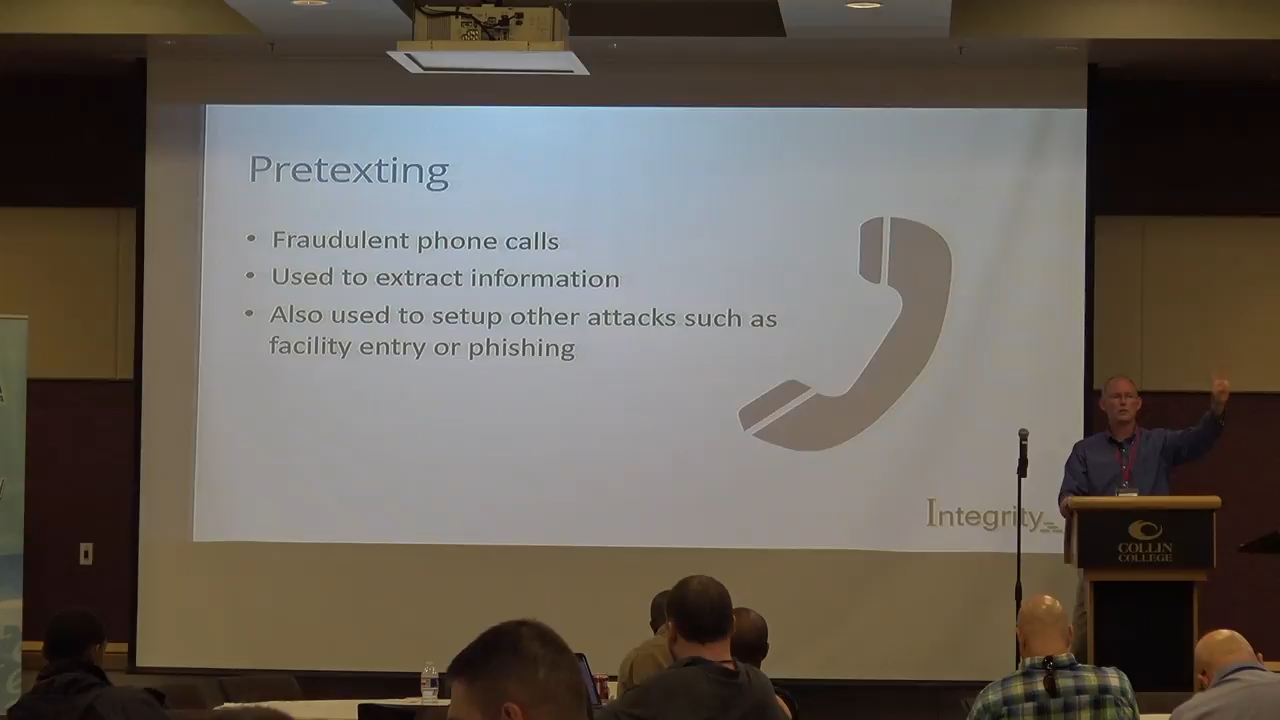 Pretexting
• Fraudulent phone calls
• Used to extract information
• Also used to setup other attacks such as
facility entry or phishing
Integrity
COLLIN
COLLEGE